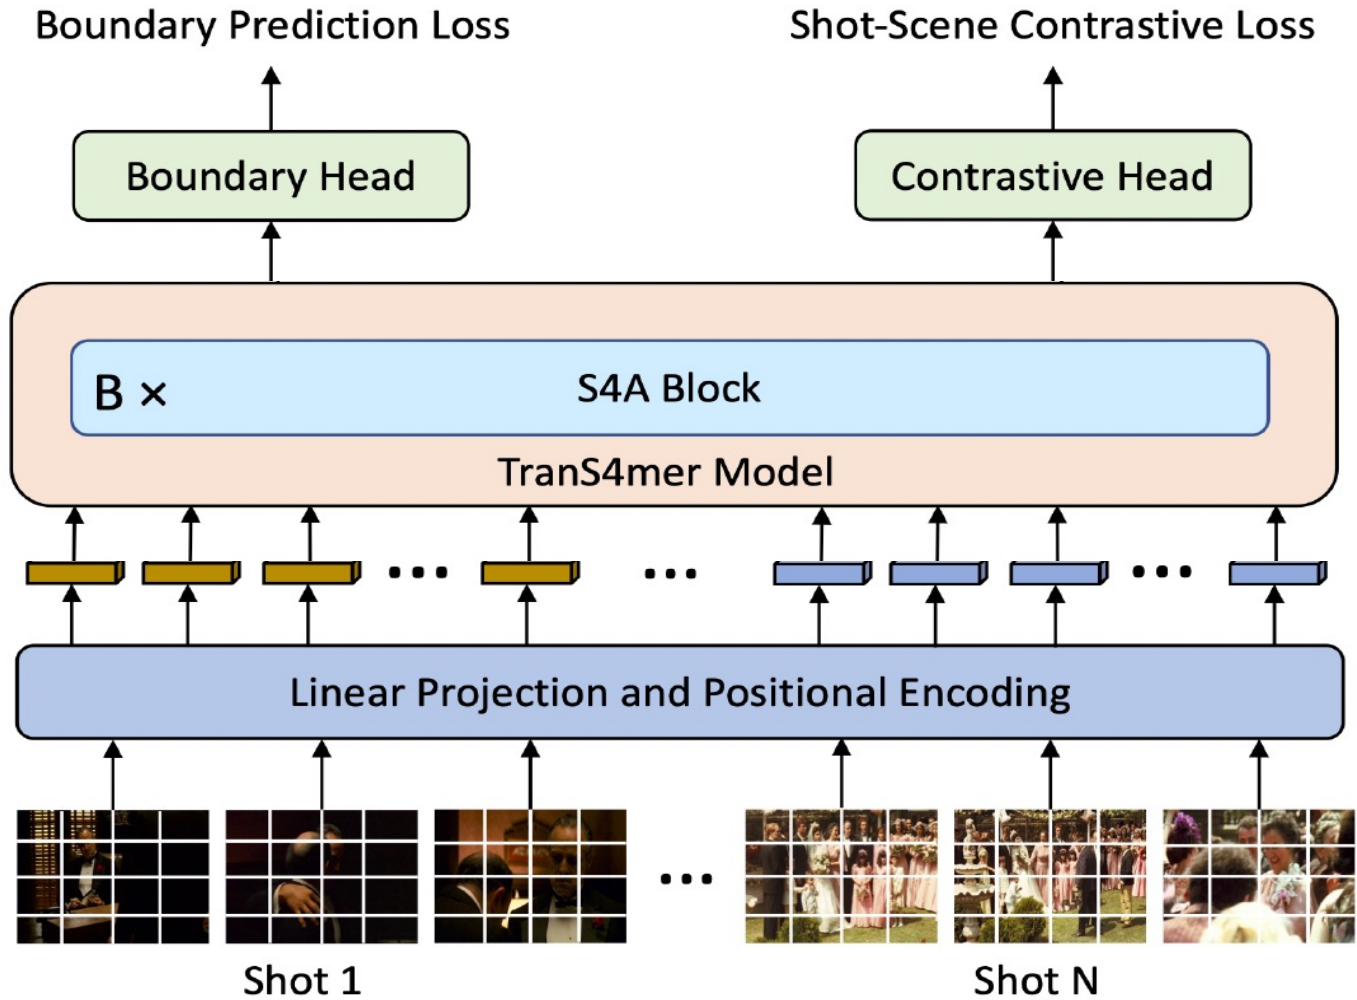 Boundary Prediction Loss
Shot-Scene Contrastive Loss
Boundary Head
Contrastive Head
B ×
S4A Block
TranS4mer Model
...
...
...
Linear Projection and Positional Encoding
...
Shot 1
Shot N